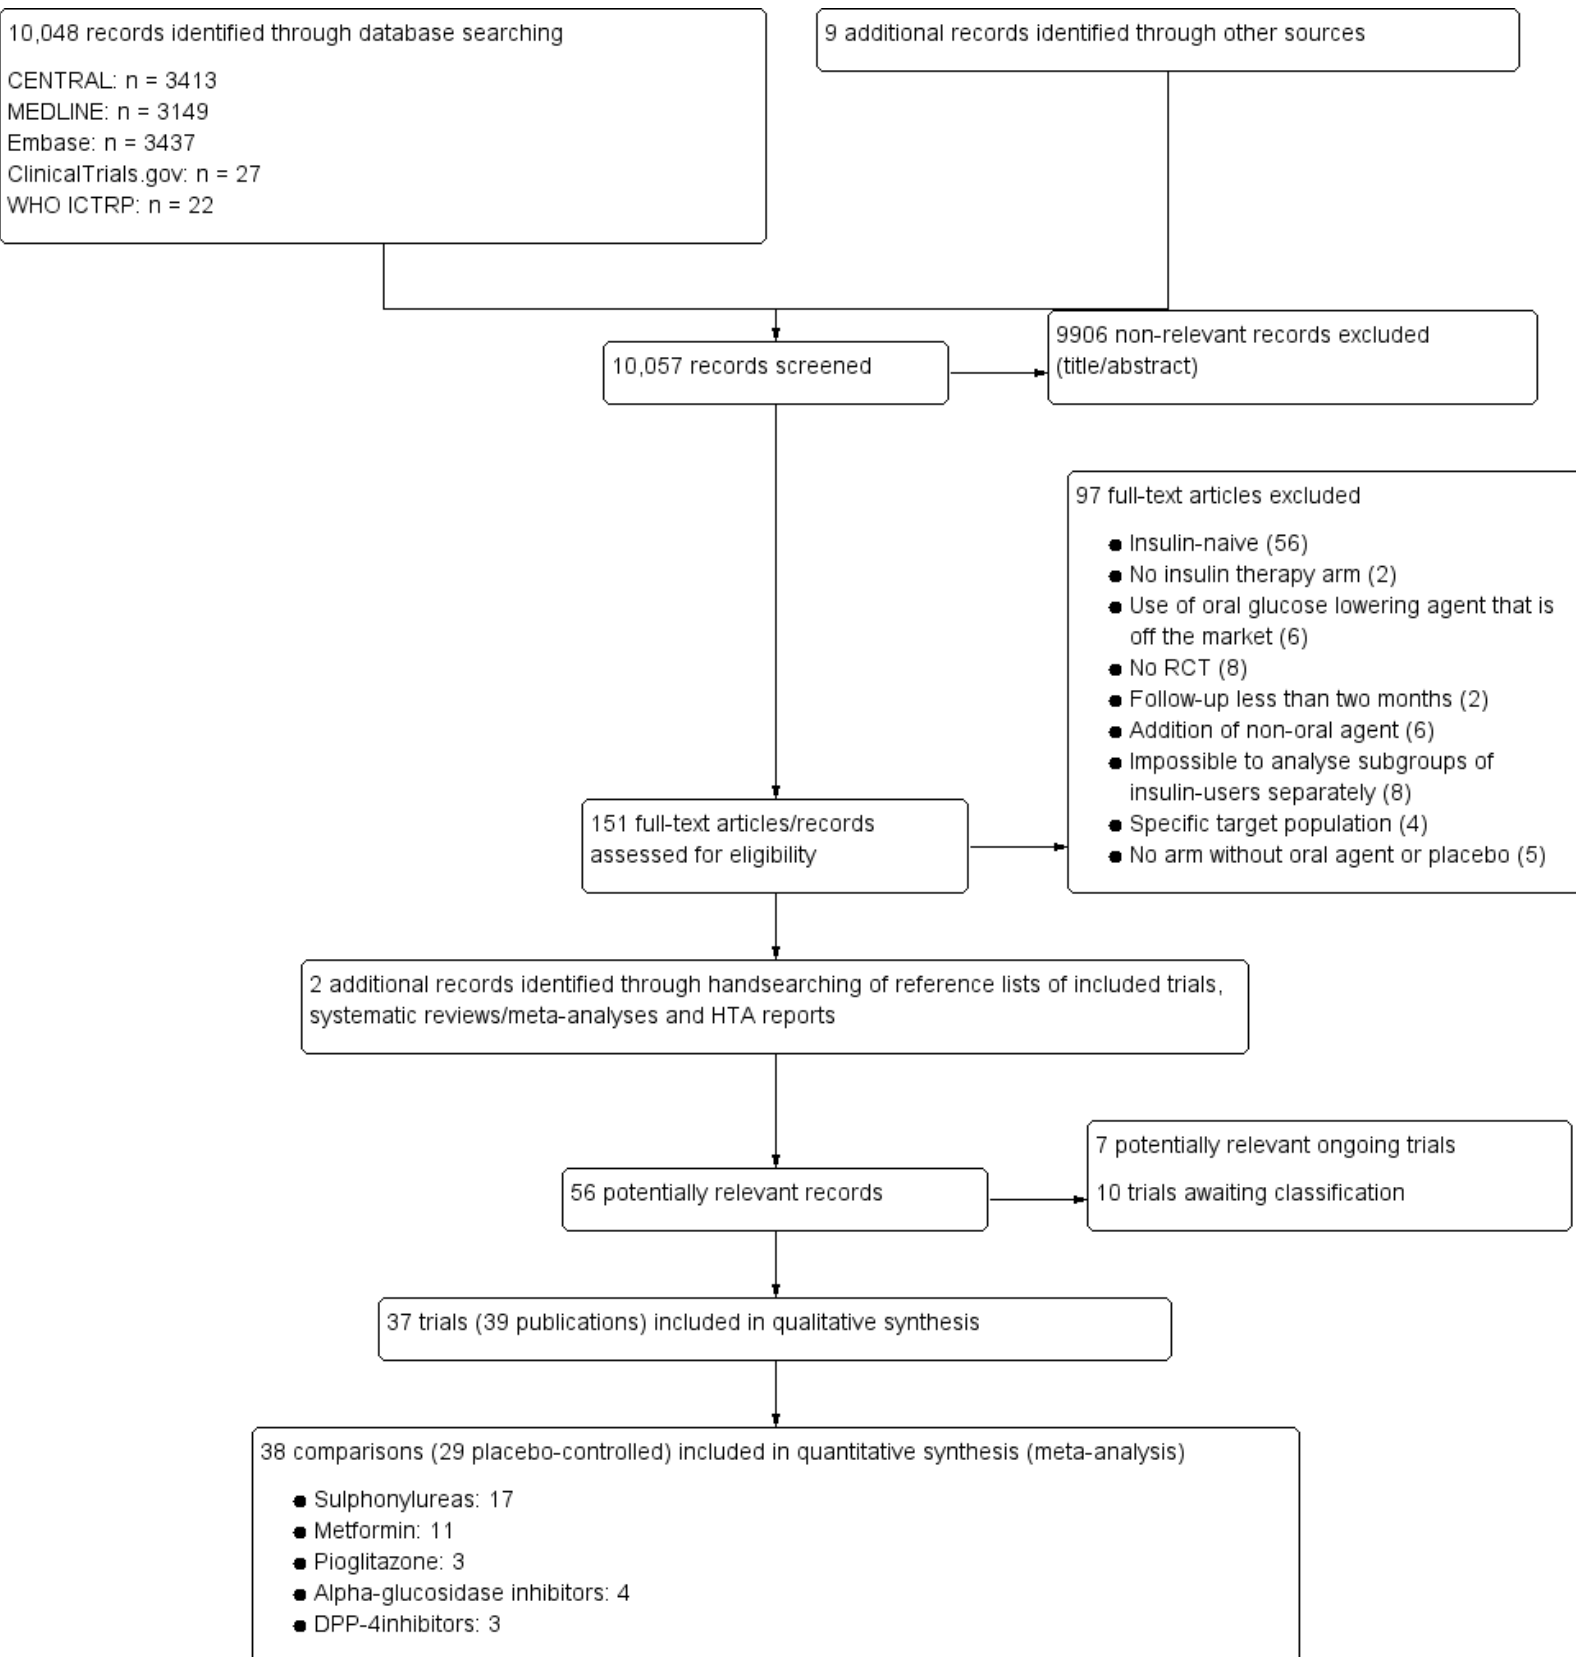 10,048 records identified through database searching
CENTRAL: n = 3413
MEDLINE: n = 3149
Embase: n = 3437
ClinicalTrials.gov: n = 27
WHO ICTRP: n = 22
9 additional records identified through other sources
10,057 records screened
9906 non-relevant records excluded
(title/abstract)
97 full-text articles excluded
● Insulin-naive (56)
● No insulin therapy arm (2)
● Use of oral glucose lowering agent that is
off the market (6)
● No RCT (8)
● Follow-up less than two months (2)
● Addition of non-oral agent (6)
● Impossible to analyse subgroups of
insulin-users separately (8)
● Specific target population (4)
● No arm without oral agent or placebo (5)
151 full-text articles/records
assessed for eligibility
2 additional records identified through handsearching of reference lists of included trials,
systematic reviews/meta-analyses and HTA reports
56 potentially relevant records
7 potentially relevant ongoing trials
10 trials awaiting classification
37 trials (39 publications) included in qualitative synthesis
38 comparisons (29 placebo-controlled) included in quantitative synthesis (meta-analysis)
● Sulphonylureas: 17
● Metformin: 11
● Pioglitazone: 3
● Alpha-glucosidase inhibitors: 4
● DPP-4inhibitors: 3